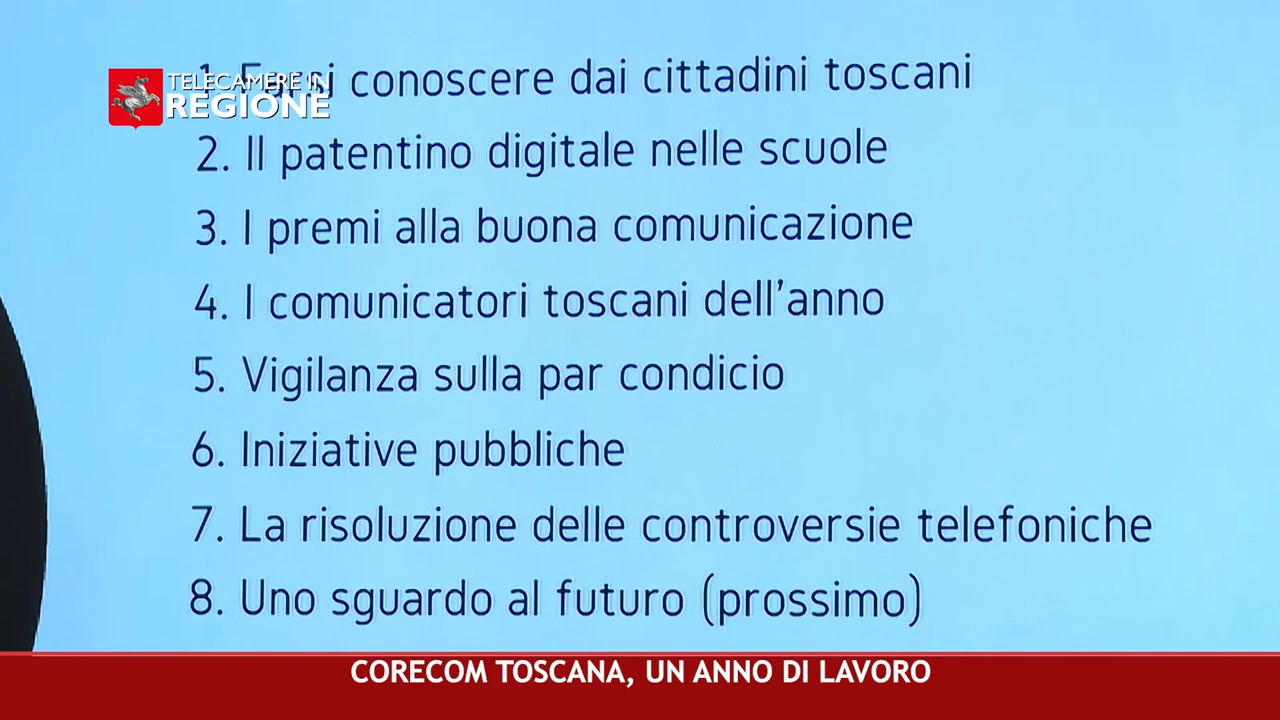 TELECAMERE IN
REGIONE
1. Farsi conoscere dai cittadini toscani
2. Il patentino digitale nelle scuole
3. I premi alla buona comunicazione
4. I comunicatori toscani dell'anno
5. Vigilanza sulla par condicio
6. Iniziative pubbliche
7. La risoluzione delle controversie telefoniche
8. Uno sguardo al futuro (prossimo)
CORECOM TOSCANA, UN ANNO DI LAVORO